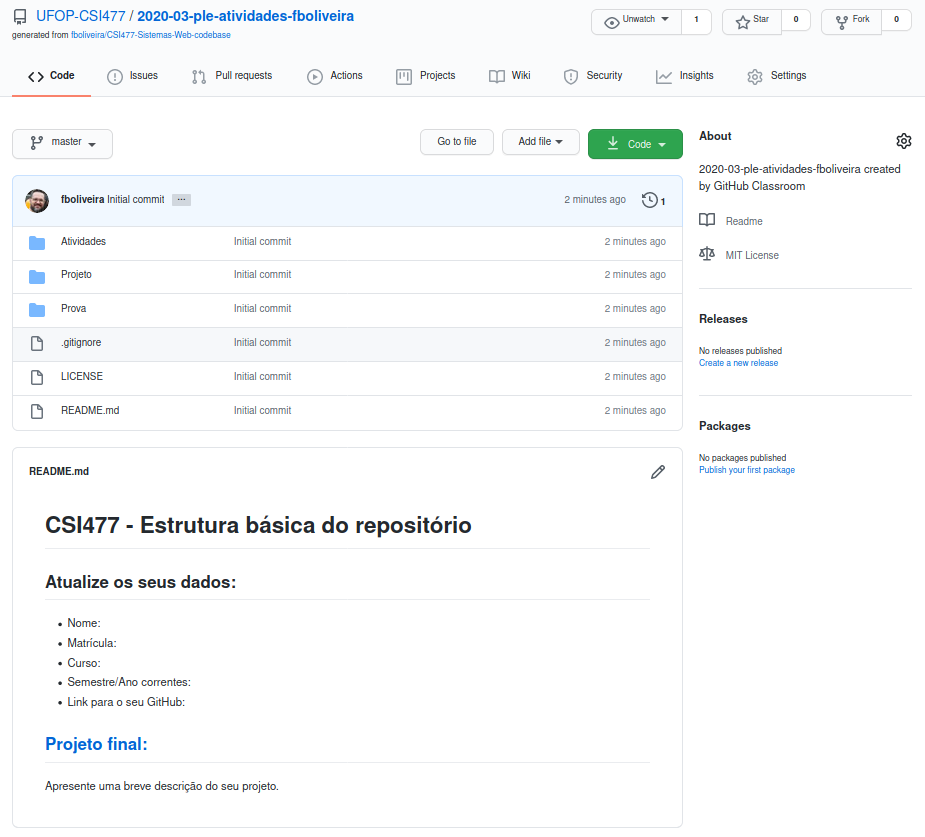 UFOP-CSI477 / 2020-03-ple-atividades-fboliveira
generated from fboliveira/CSI477-Sistemas-Web-codebase
Unwatch 1 Star 0 Fork 0
Code Issues Pull requests Actions Projects Wiki Security Insights Settings
master Go to file Add file Code
fboliveira Initial commit ... 2 minutes ago 1
Atividades Initial commit 2 minutes ago
Projeto Initial commit 2 minutes ago
Prova Initial commit 2 minutes ago
.gitignore Initial commit 2 minutes ago
LICENSE Initial commit 2 minutes ago
README.md Initial commit 2 minutes ago
README.md
CSI477 - Estrutura básica do repositório
Atualize os seus dados:
• Nome:
• Matrícula:
• Curso:
• Semestre/Ano correntes:
• Link para o seu GitHub:
Projeto final:
Apresente uma breve descrição do seu projeto.
About
2020-03-ple-atividades-fboliveira created
by GitHub Classroom
Readme
MIT License
Releases
No releases published
Create a new release
Packages
No packages published
Publish your first package